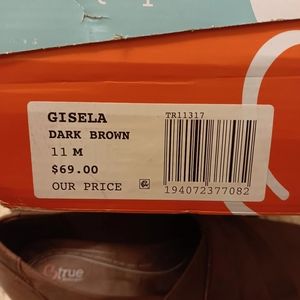 GISELA
DARK BROWN
11 M
$69.00
OUR PRICE
TR11317
194072377082
true